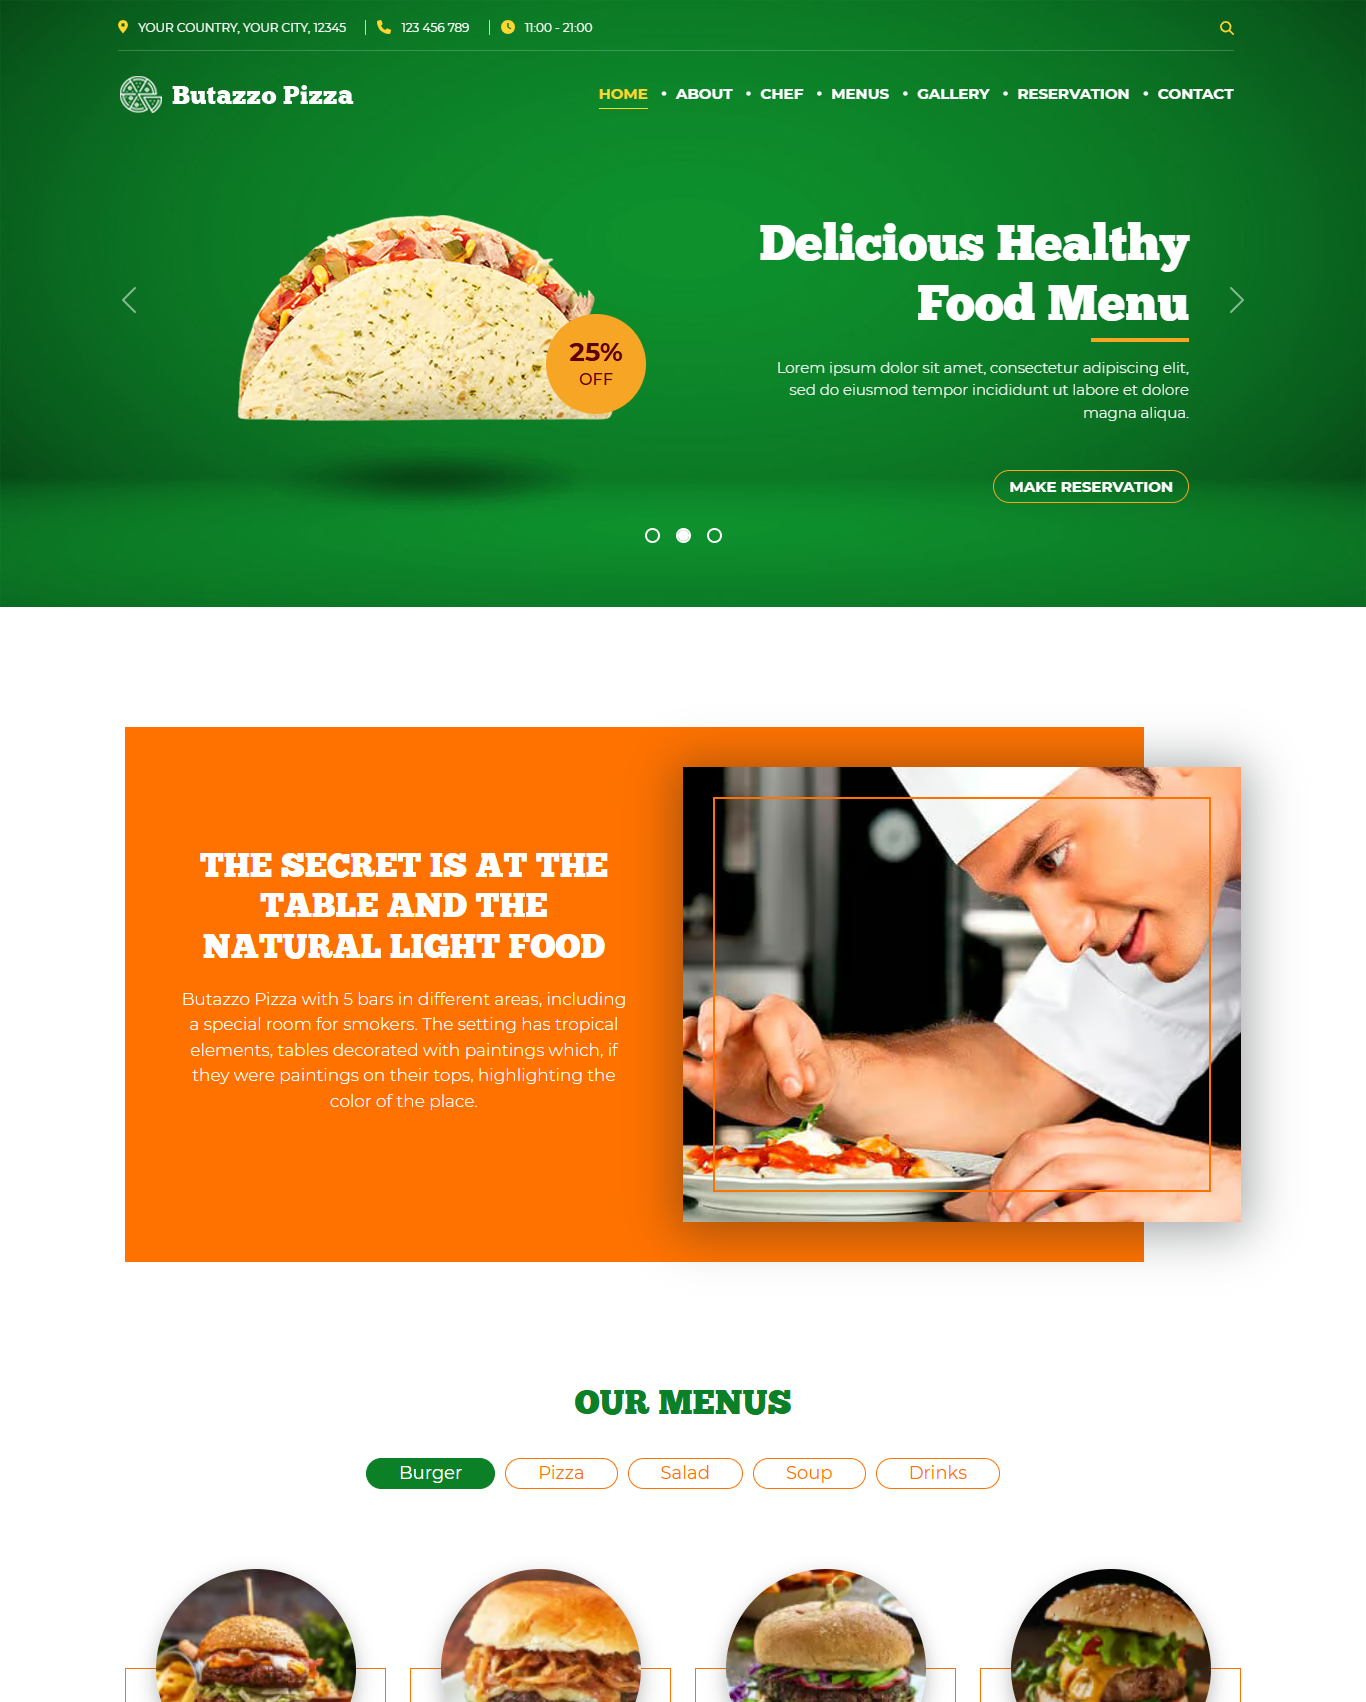 YOUR COUNTRY, YOUR CITY, 12345
123 456 789
11:00 - 21:00
Butazzo Pizza
HOME • ABOUT • CHEF • MENUS • GALLERY • RESERVATION • CONTACT
Delicious Healthy
Food Menu
25%
OFF
Lorem ipsum dolor sit amet, consectetur adipiscing elit,
sed do eiusmod tempor incididunt ut labore et dolore
magna aliqua.
MAKE RESERVATION
THE SECRET IS AT THE
TABLE AND THE
NATURAL LIGHT FOOD
Butazzo Pizza with 5 bars in different areas, including
a special room for smokers. The setting has tropical
elements, tables decorated with paintings which, if
they were paintings on their tops, highlighting the
color of the place.
OUR MENUS
Burger
Pizza
Salad
Soup
Drinks